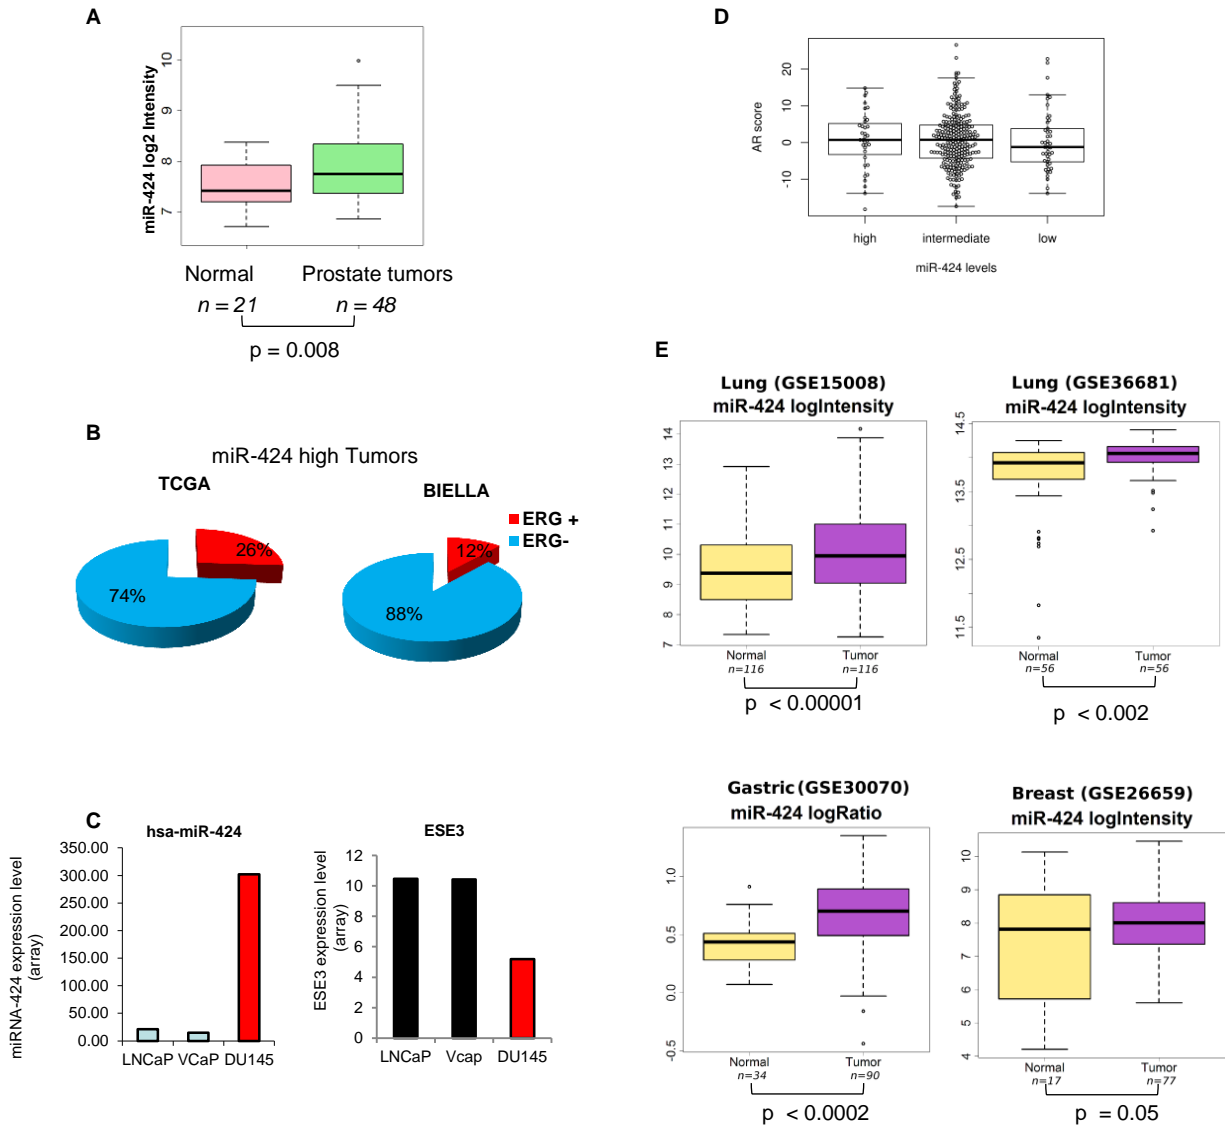 A
miR-424 log2 Intensity
10
9
8
7
Normal
Prostate tumors
n = 21
n = 48
p = 0.008
B
miR-424 high Tumors
TCGA
BIELLA
ERG +
ERG-
26%
74%
12%
88%
C
hsa-miR-424
miRNA-424 expression level
(array)
350.00
300.00
250.00
200.00
150.00
100.00
50.00
0.00
LNCaP VCaP DU145
ESE3
ESE3 expression level
(array)
12
10
8
6
4
2
0
LNCaP Vcap DU145
D
AR score
20
10
0
-10
high intermediate low
miR-424 levels
E
Lung (GSE15008)
miR-424 logIntensity
14
13
12
11
10
9
8
7
Normal Tumor
n=116 n=116
p < 0.00001
Lung (GSE36681)
miR-424 logIntensity
14.5
13.5
12.5
11.5
Normal Tumor
n=56 n=56
p < 0.002
Gastric (GSE30070)
miR-424 logRatio
1.0
0.5
0.0
-0.5
Normal Tumor
n=34 n=90
p < 0.0002
Breast (GSE26659)
miR-424 logIntensity
10
9
8
7
6
5
4
Normal Tumor
n=17 n=77
p = 0.05